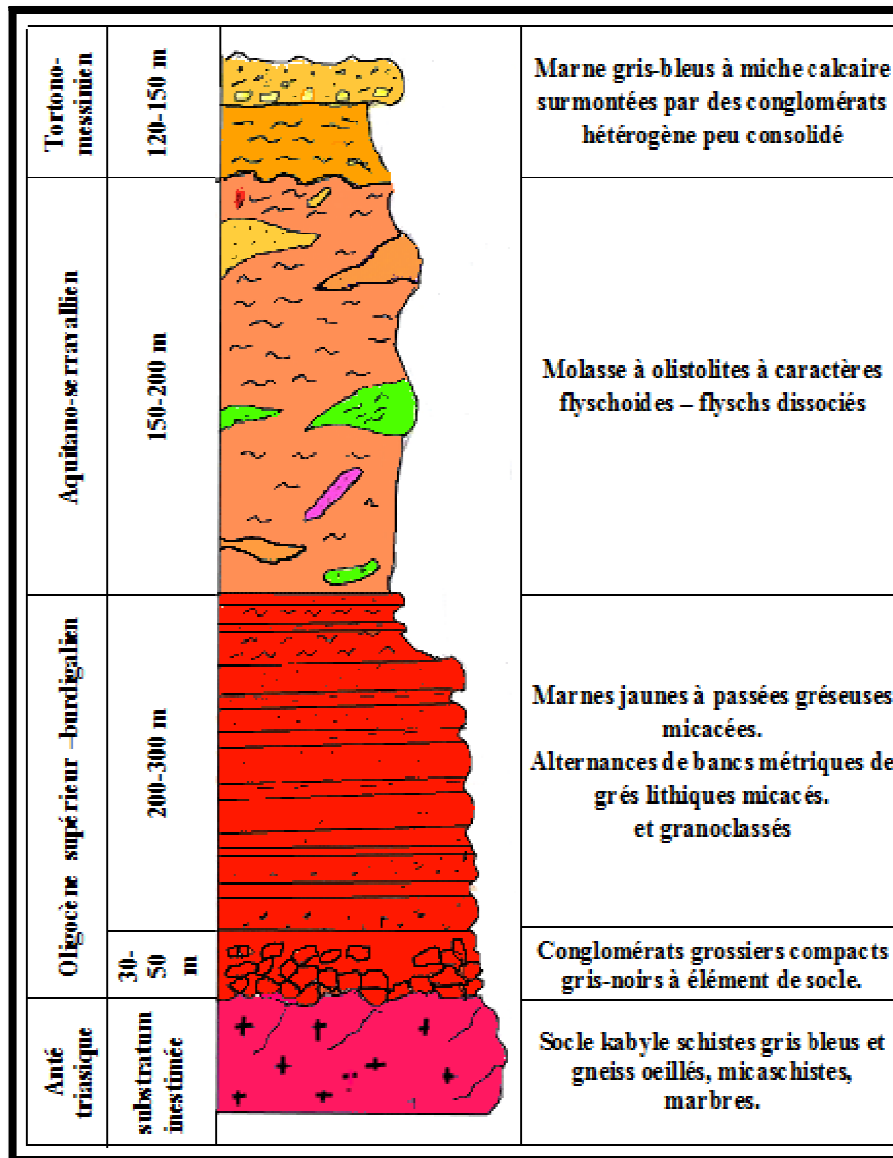 Tortono-
messinien
120-150 m
Marne gris-bleus à miche calcaire
surmontées par des conglomérats
hétérogène peu consolidé
Aquitano-serravallien
150-200 m
Molasse à olistolites à caractères
flyschoides – flyschs dissociés
Oligocène supérieur –burdigalien
200-300 m
Marnes jaunes à passées gréseuses
micacées.
Alternances de bancs métriques de
grés lithiques micacés.
et granoclassés
30-
50
m
Conglomérats grossiers compacts
gris-noirs à élément de socle.
Anté
triasique
substratum
inestimée
Socle kabyle schistes gris bleus et
gneiss oeillés, micaschistes,
marbres.